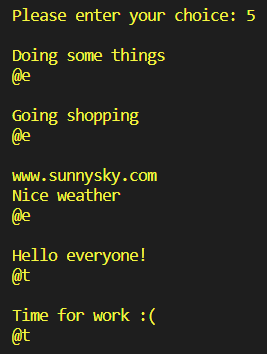 Please enter your choice: 5
Doing some things
@e
Going shopping
@e
www.sunnysky.com
Nice weather
@e
Hello everyone!
@t
Time for work :(
@t